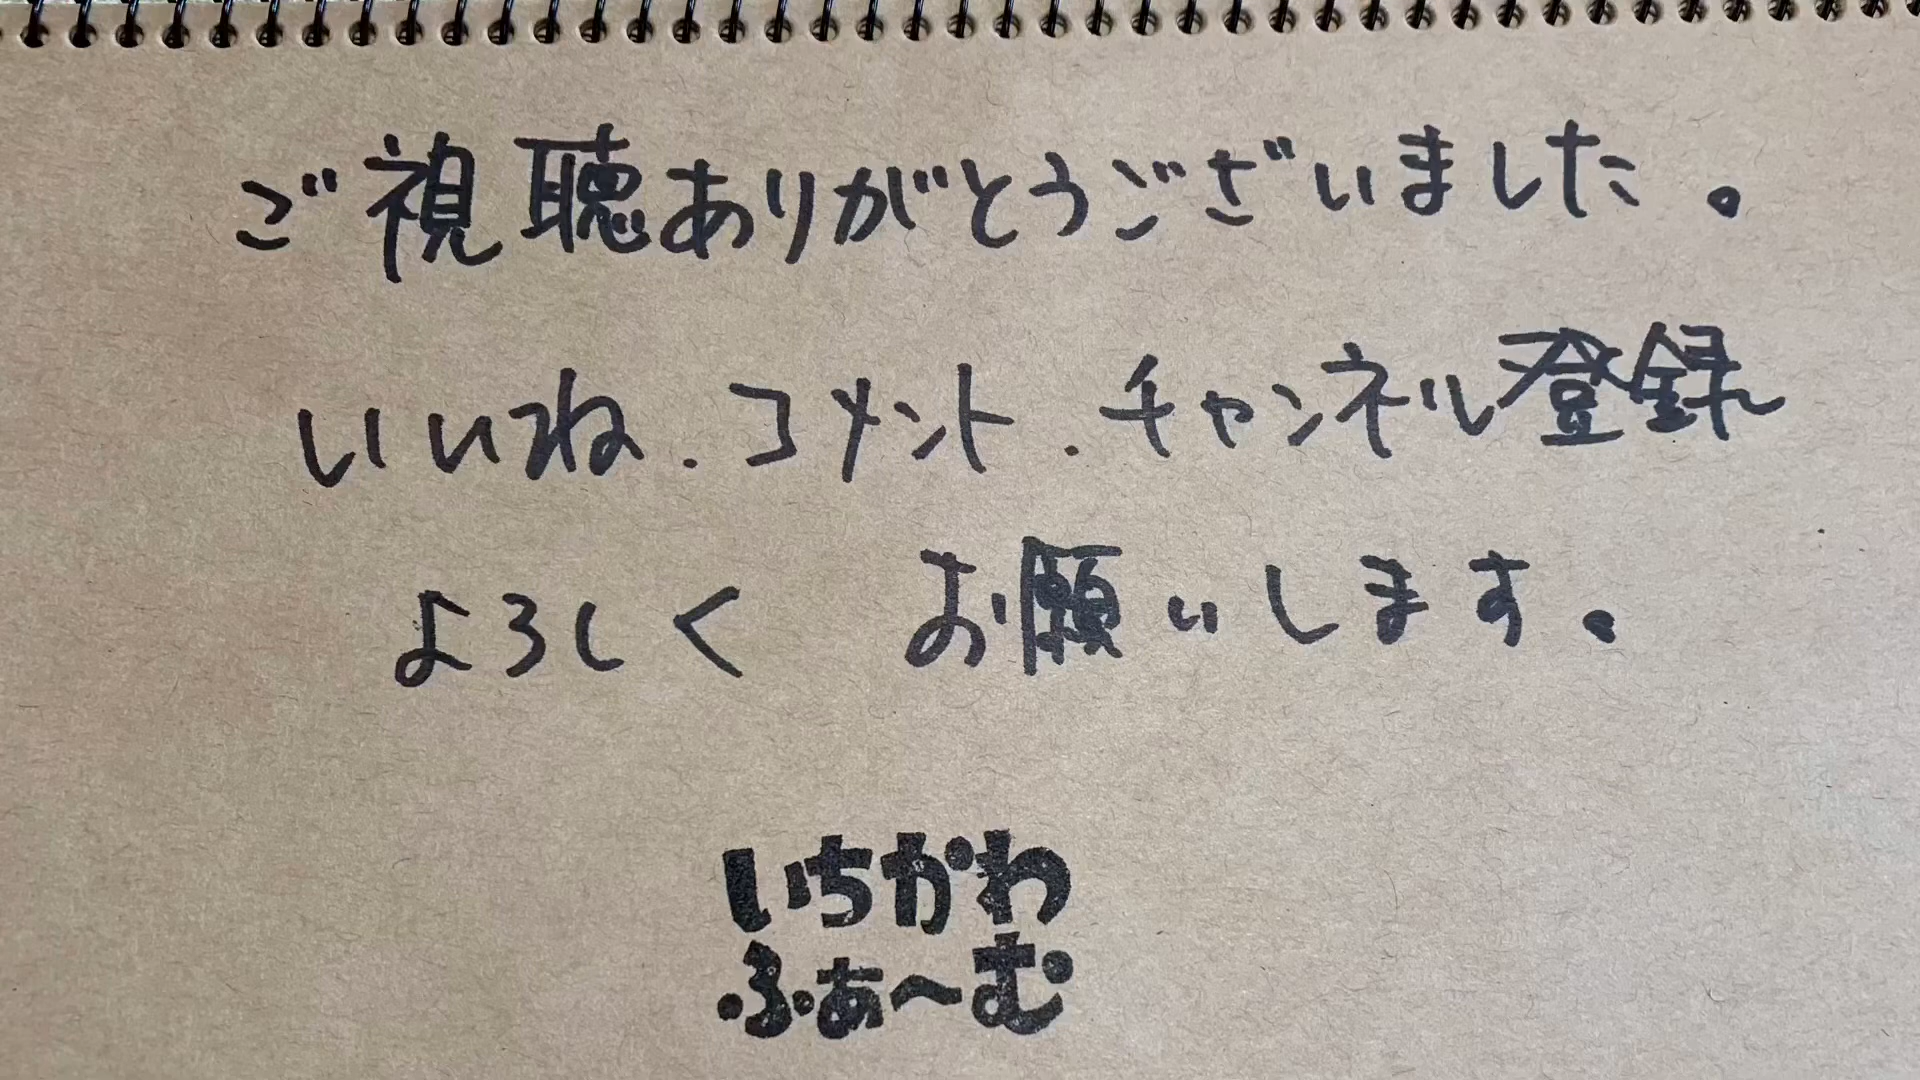 ご視聴ありがとうございました。
いいね.コメント.チャンネル登録
よろしく お願いします。
いちかわ
ふぁ〜む